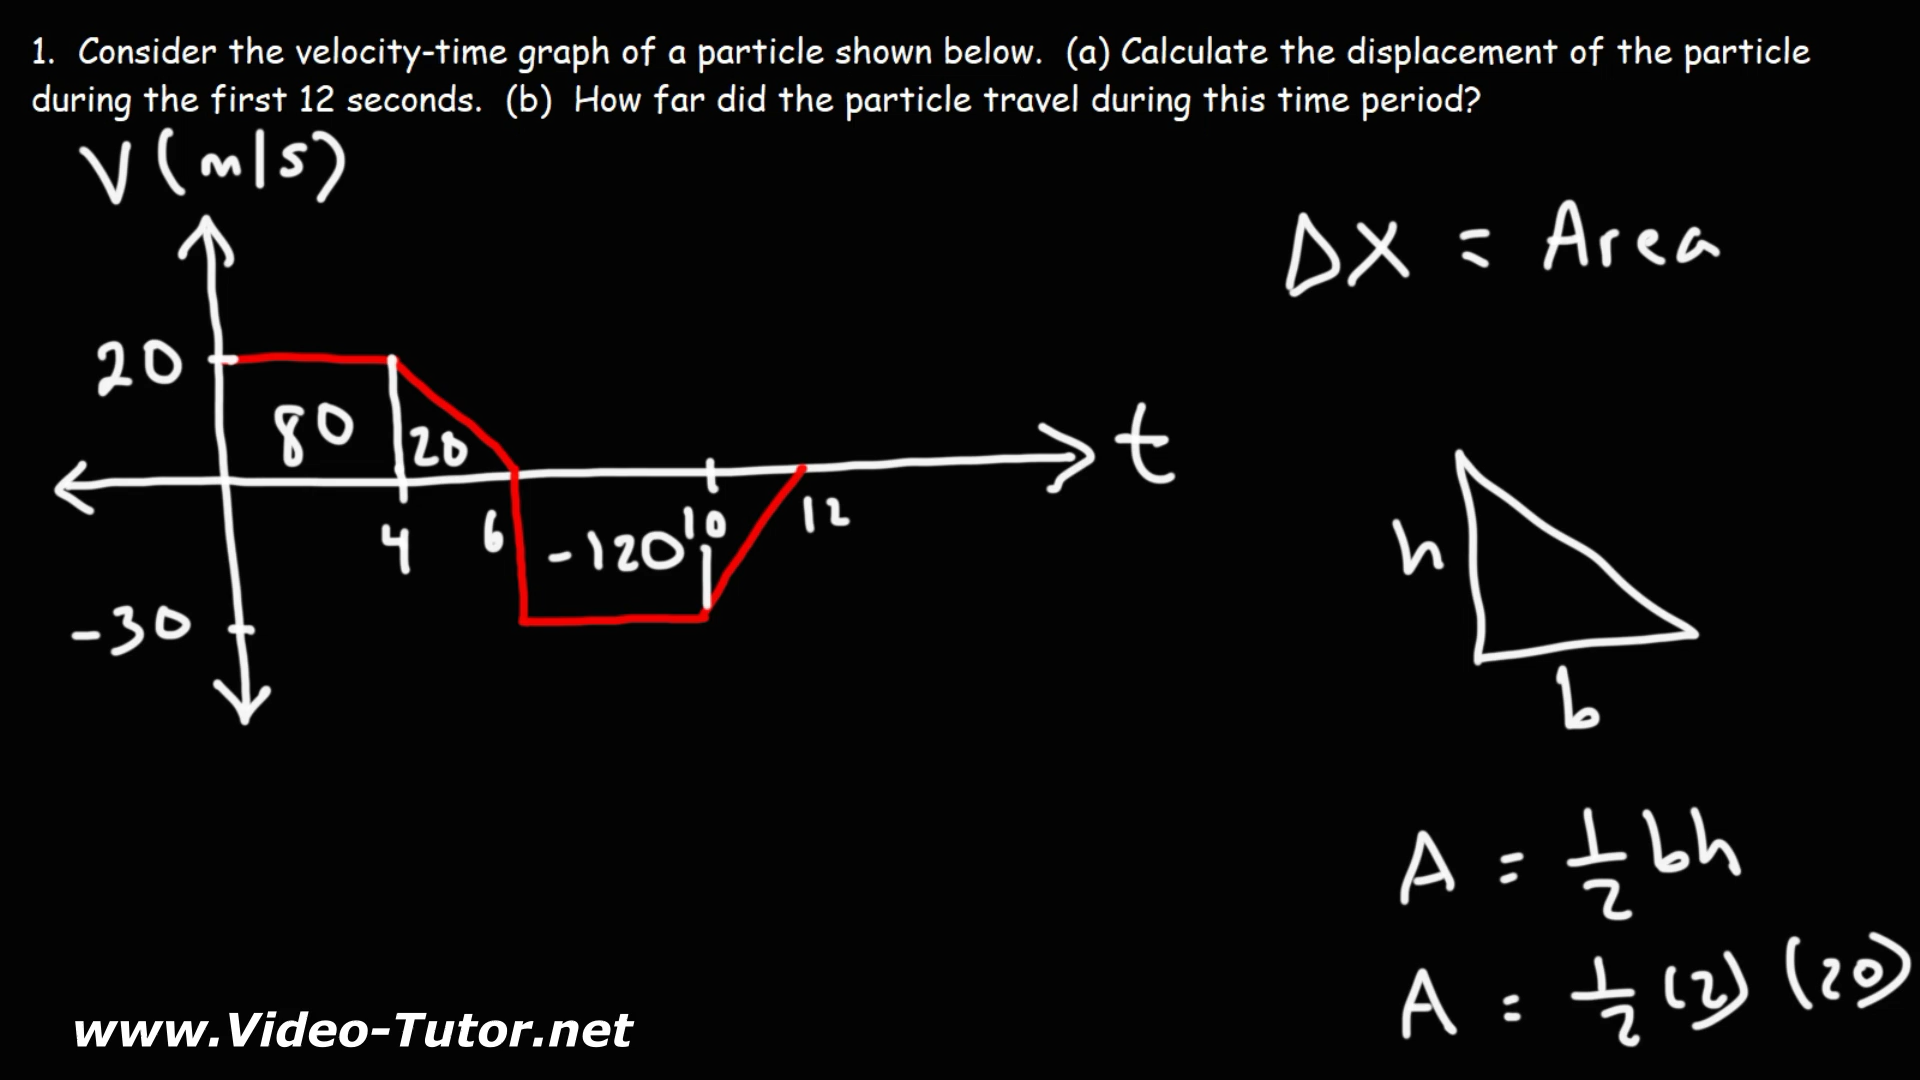 1. Consider the velocity-time graph of a particle shown below. (a) Calculate the displacement of the particle
during the first 12 seconds. (b) How far did the particle travel during this time period?
V(m/s)
ΔX = Area
20
80
20
t
4
6
-120
10
12
-30
h
b
A = 1/2 bh
A = 1/2 (2) (20)
www.Video-Tutor.net